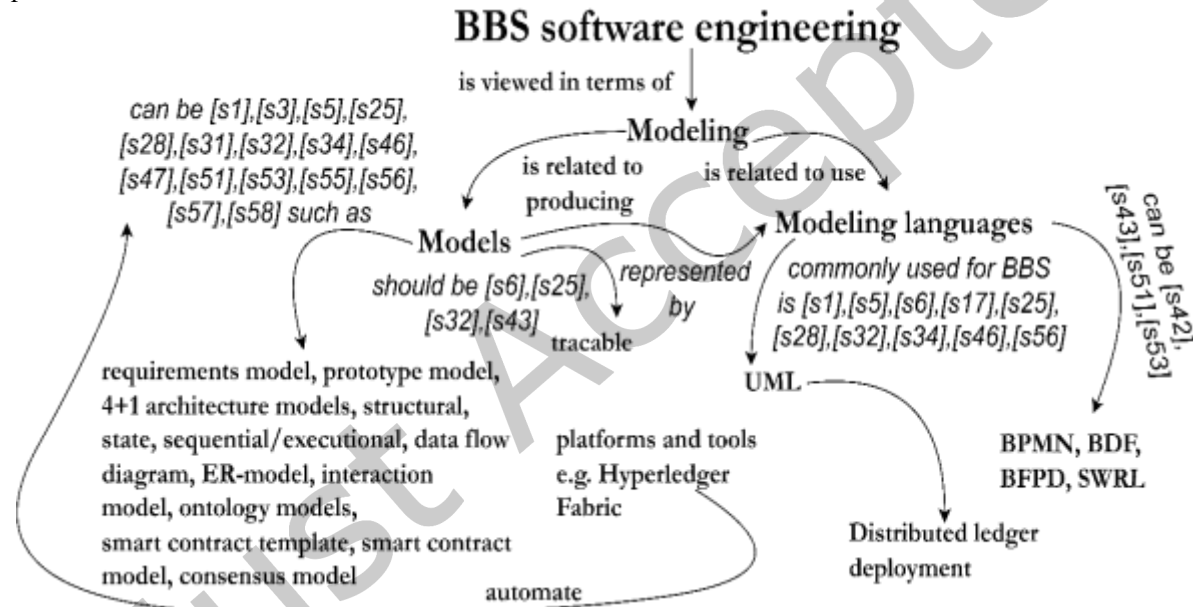 BBS software engineering
is viewed in terms of
Modeling
is related to
producing
is related to use
can be [s1],[s3],[s5],[s25],
[s28],[s31],[s32],[s34],[s46],
[s47],[s51],[s53],[s55],[s56],
[s57],[s58] such as
Models
Modeling languages
should be [s6],[s25],
[s32],[s43]
tracable
represented
by
commonly used for BBS
is [s1],[s5],[s6],[s17],[s25],
[s28],[s32],[s34],[s46],[s56]
can be [s42],
[s43],[s51],[s53]
UML
requirements model, prototype model,
4+1 architecture models, structural,
state, sequential/executional, data flow
diagram, ER-model, interaction
model, ontology models,
smart contract template, smart contract
model, consensus model
platforms and tools
e.g. Hyperledger
Fabric
BPMN, BDF,
BFPD, SWRL
Distributed ledger
deployment
automate
Just Accepte